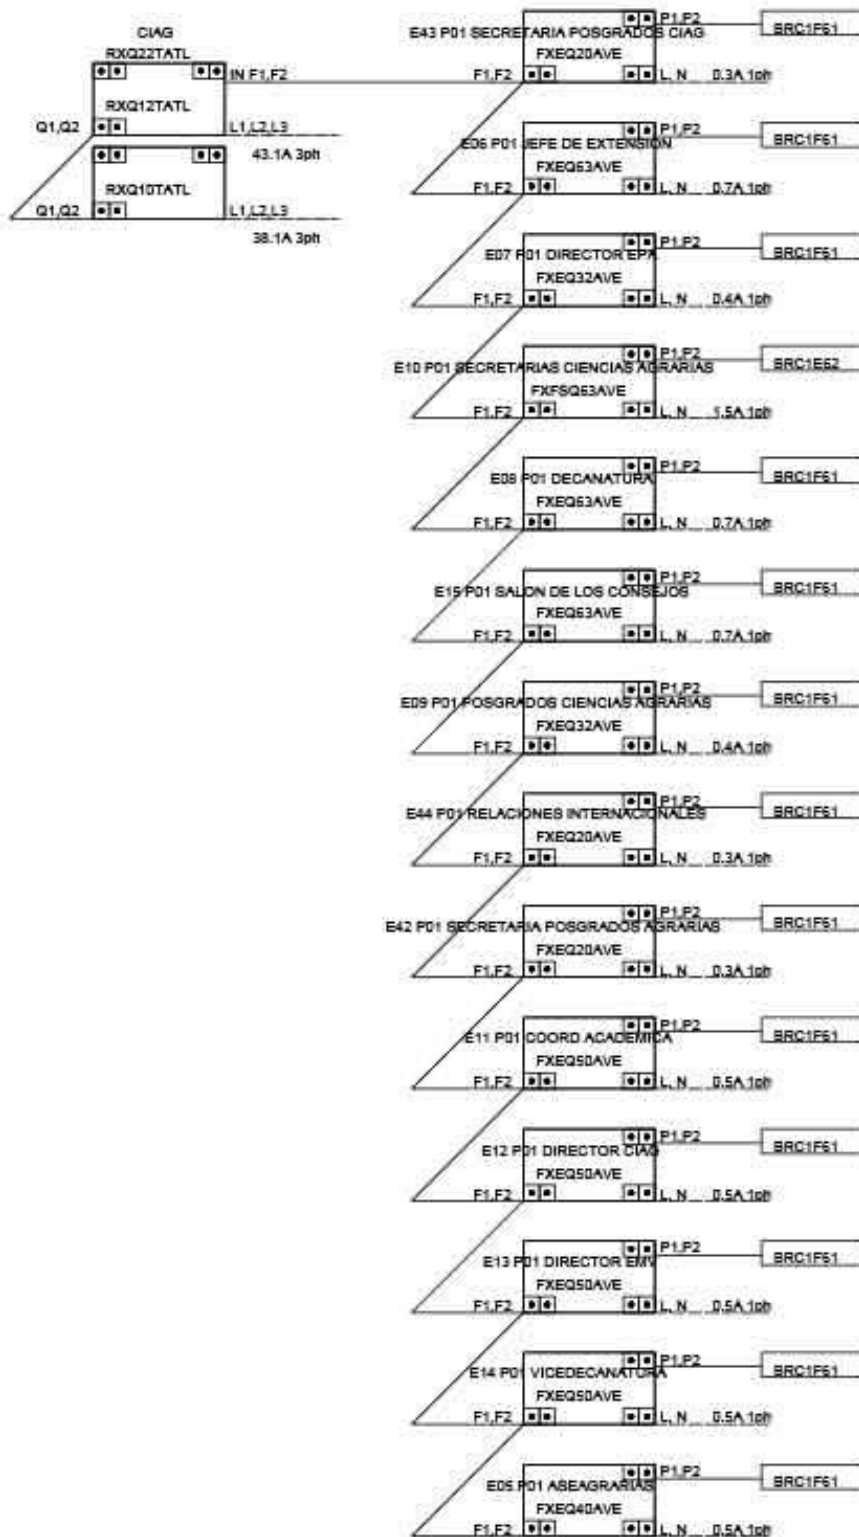 CIAG
RXQ22TATL
IN F1,F2
RXQ12TATL
Q1,Q2
L1,L2,L3
43.1A 3ph
RXQ10TATL
Q1,Q2
L1,L2,L3
38.1A 3ph
P1,P2
BRC1F61
E43 P01 SECRETARIA POSGRADOS CIAG
FXEQ20AVE
F1,F2
L, N 0.3A 1ph
P1,P2
BRC1F61
E06 P01 JEFE DE EXTENSION
FXEQ63AVE
F1,F2
L, N 0.7A 1ph
P1,P2
BRC1F61
E07 P01 DIRECTOR EPA
FXEQ32AVE
F1,F2
L, N 0.4A 1ph
P1,P2
BRC1E62
E10 P01 SECRETARIAS CIENCIAS AGRARIAS
FXFSQ63AVE
F1,F2
L, N 1.5A 1ph
P1,P2
BRC1F61
E08 P01 DECANATURA
FXEQ63AVE
F1,F2
L, N 0.7A 1ph
P1,P2
BRC1F61
E15 P01 SALON DE LOS CONSEJOS
FXEQ63AVE
F1,F2
L, N 0.7A 1ph
P1,P2
BRC1F61
E09 P01 POSGRADOS CIENCIAS AGRARIAS
FXEQ32AVE
F1,F2
L, N 0.4A 1ph
P1,P2
BRC1F61
E44 P01 RELACIONES INTERNACIONALES
FXEQ20AVE
F1,F2
L, N 0.3A 1ph
P1,P2
BRC1F61
E42 P01 SECRETARIA POSGRADOS AGRARIAS
FXEQ20AVE
F1,F2
L, N 0.3A 1ph
P1,P2
BRC1F61
E11 P01 COORD ACADEMICA
FXEQ50AVE
F1,F2
L, N 0.5A 1ph
P1,P2
BRC1F61
E12 P01 DIRECTOR CIAG
FXEQ50AVE
F1,F2
L, N 0.5A 1ph
P1,P2
BRC1F61
E13 P01 DIRECTOR EMV
FXEQ50AVE
F1,F2
L, N 0.5A 1ph
P1,P2
BRC1F61
E14 P01 VICEDECANATURA
FXEQ50AVE
F1,F2
L, N 0.5A 1ph
P1,P2
BRC1F61
E05 P01 ASEAGRARIAS
FXEQ40AVE
F1,F2
L, N 0.5A 1ph